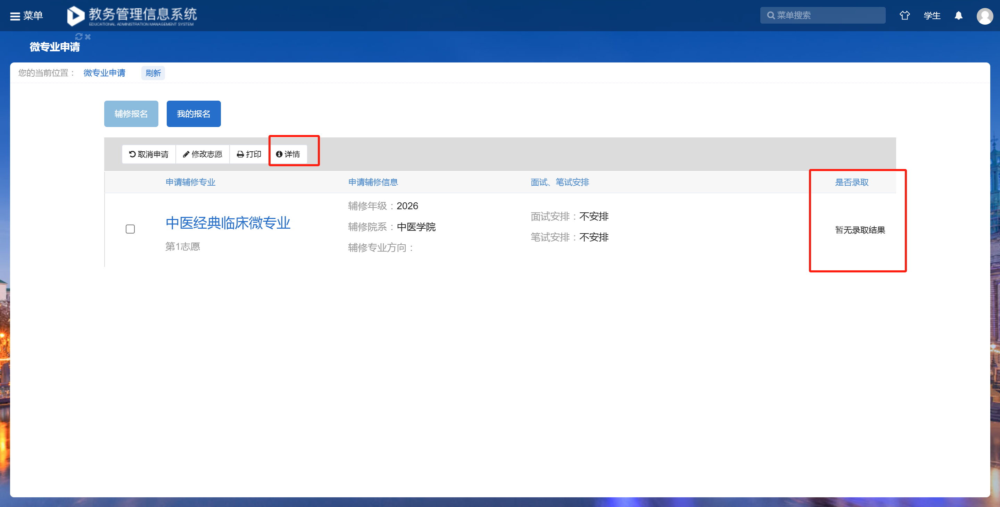 菜单
教务管理信息系统
EDUCATIONAL ADMINISTRATION MANAGEMENT SYSTEM
菜单搜索
学生
微专业申请
您的当前位置： 微专业申请 刷新
辅修报名 我的报名
取消申请 修改志愿 打印 详情
申请辅修专业 申请辅修信息 面试、笔试安排 是否录取
中医经典临床微专业
第1志愿
辅修年级：2026
辅修院系：中医学院
辅修专业方向：
面试安排：不安排
笔试安排：不安排
暂无录取结果